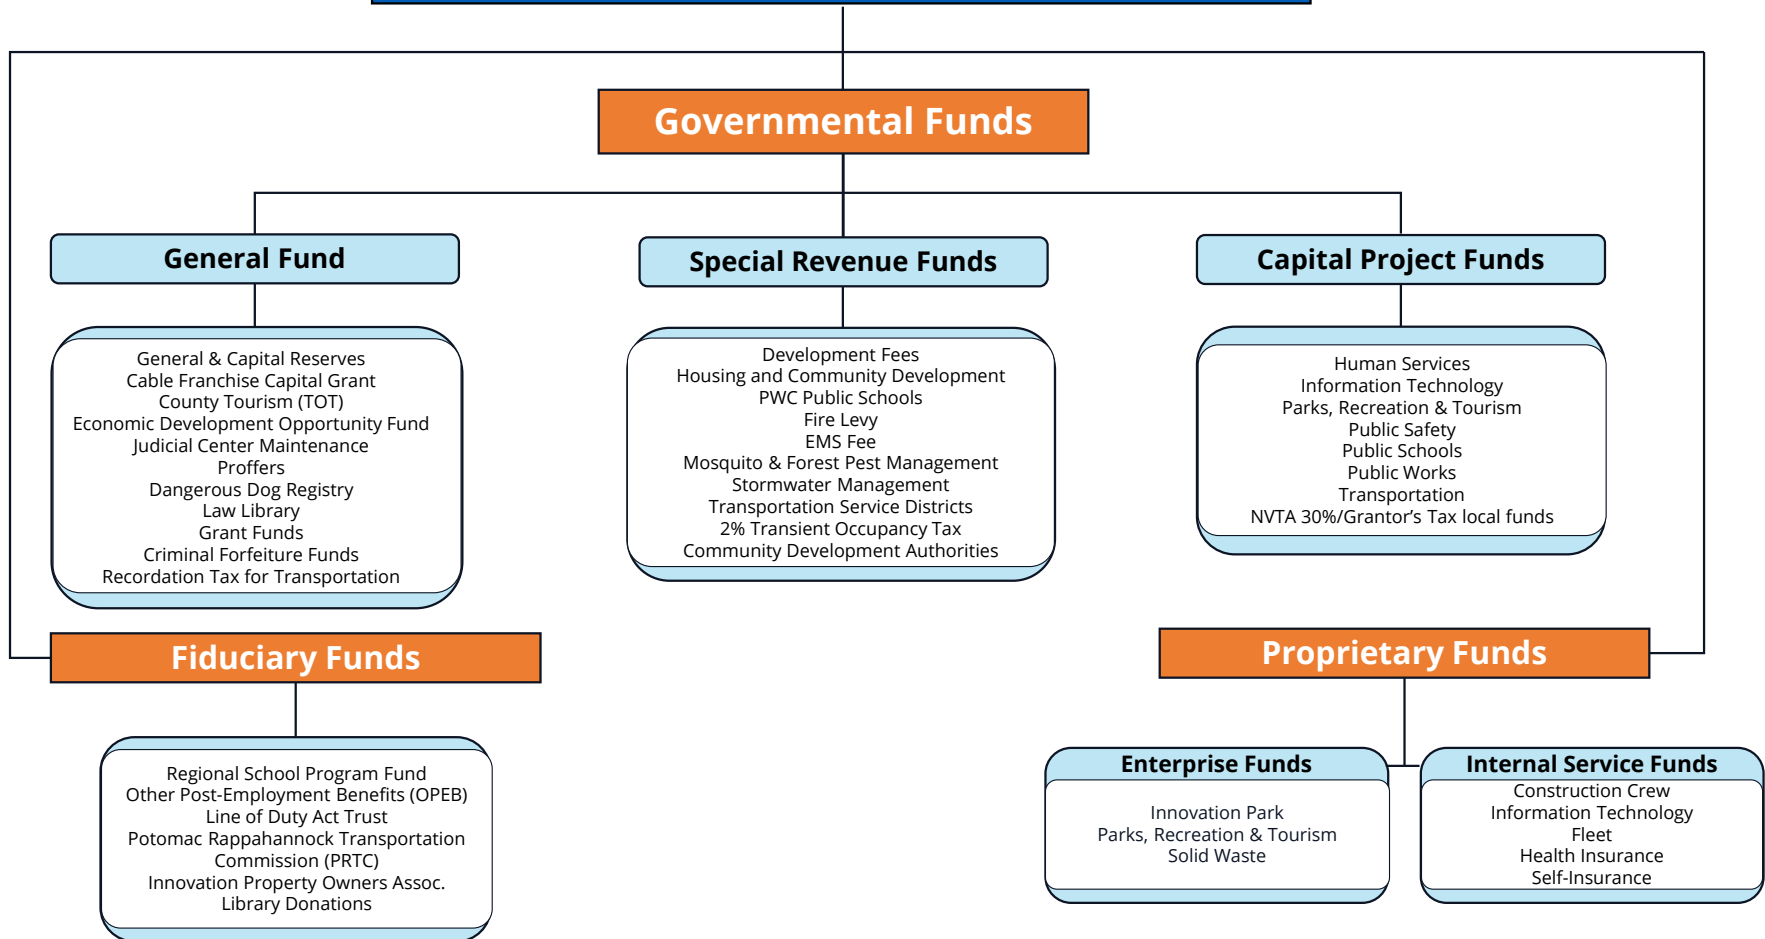 Governmental Funds
General Fund
General & Capital Reserves
Cable Franchise Capital Grant
County Tourism (TOT)
Economic Development Opportunity Fund
Judicial Center Maintenance
Proffers
Dangerous Dog Registry
Law Library
Grant Funds
Criminal Forfeiture Funds
Recordation Tax for Transportation
Special Revenue Funds
Development Fees
Housing and Community Development
PWC Public Schools
Fire Levy
EMS Fee
Mosquito & Forest Pest Management
Stormwater Management
Transportation Service Districts
2% Transient Occupancy Tax
Community Development Authorities
Capital Project Funds
Human Services
Information Technology
Parks, Recreation & Tourism
Public Safety
Public Schools
Public Works
Transportation
NVTA 30%/Grantor’s Tax local funds
Fiduciary Funds
Regional School Program Fund
Other Post-Employment Benefits (OPEB)
Line of Duty Act Trust
Potomac Rappahannock Transportation
Commission (PRTC)
Innovation Property Owners Assoc.
Library Donations
Proprietary Funds
Enterprise Funds
Innovation Park
Parks, Recreation & Tourism
Solid Waste
Internal Service Funds
Construction Crew
Information Technology
Fleet
Health Insurance
Self-Insurance